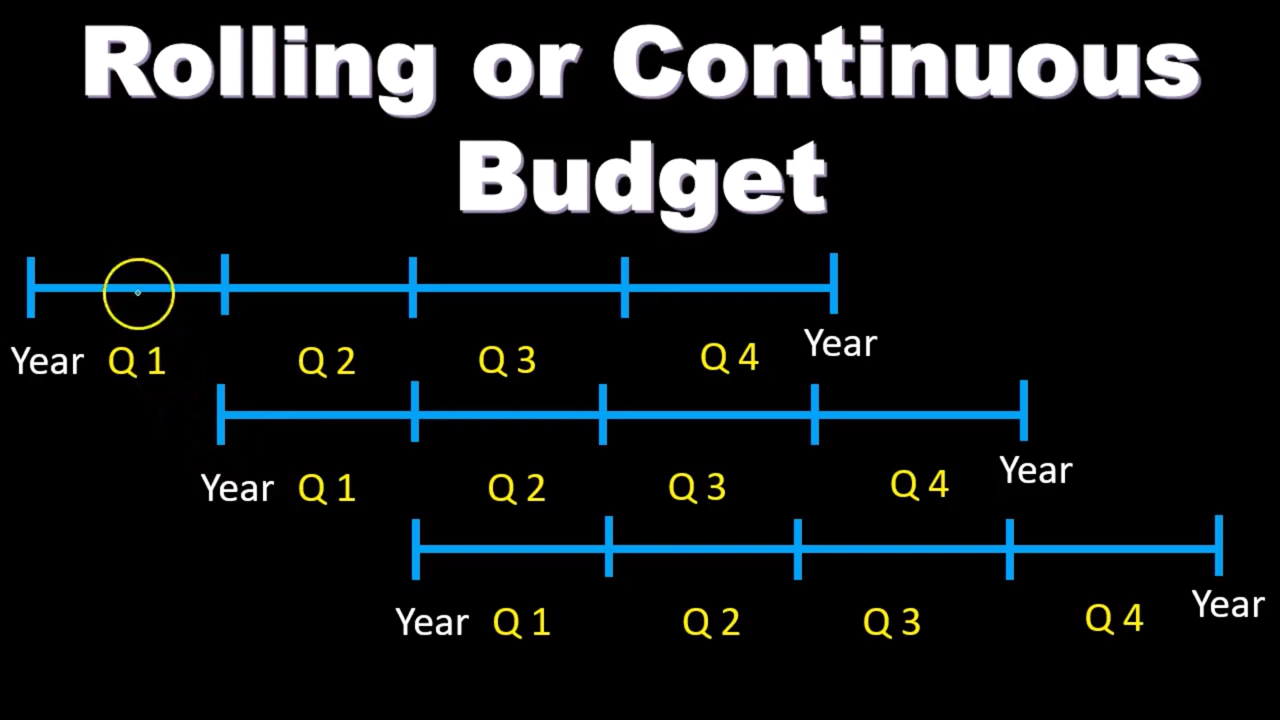 Rolling or Continuous
Budget
Year Q 1 Q 2 Q 3 Q 4 Year
Year Q 1 Q 2 Q 3 Q 4 Year
Year Q 1 Q 2 Q 3 Q 4 Year